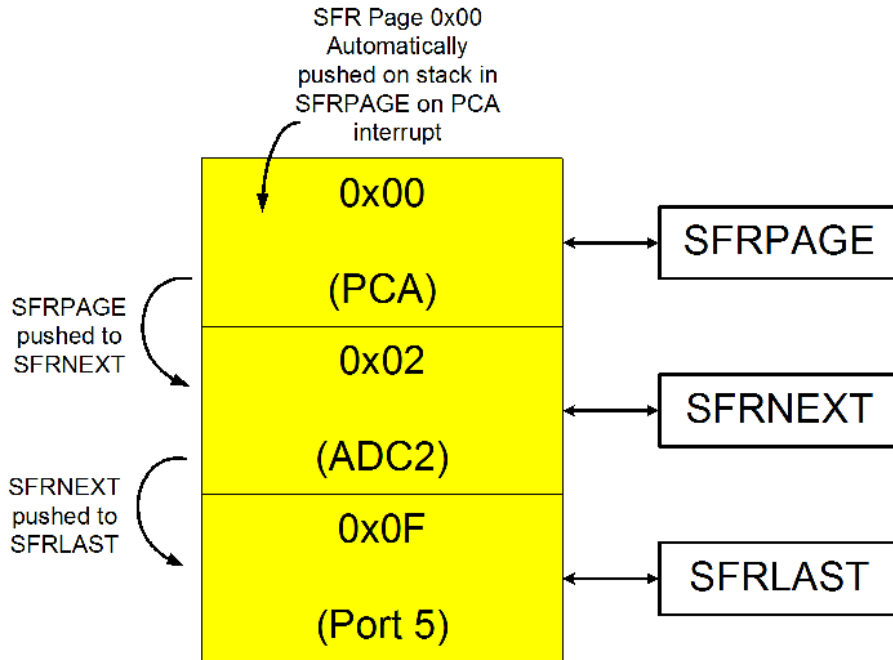 SFR Page 0x00
Automatically
pushed on stack in
SFRPAGE on PCA
interrupt
0x00
(PCA)
SFRPAGE
SFRPAGE
pushed to
SFRNEXT
0x02
(ADC2)
SFRNEXT
SFRNEXT
pushed to
SFRLAST
0x0F
(Port 5)
SFRLAST